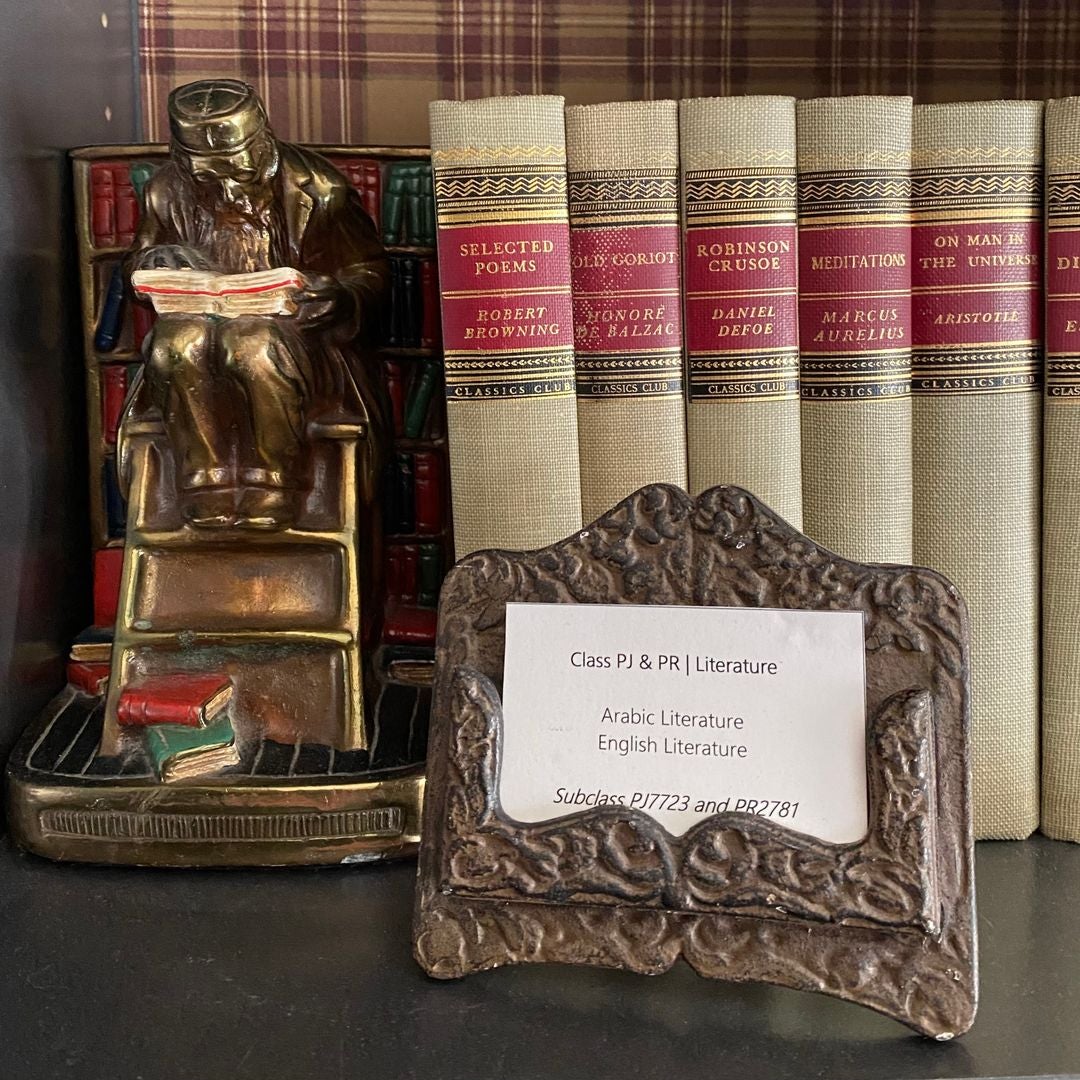 SELECTED
POEMS
ROBERT
BROWNING
CLASSICS CLUB
OLD GORIOT
HONORÉ
DE BALZAC
CLASSICS CLUB
ROBINSON
CRUSOE
DANIEL
DEFOE
CLASSICS CLUB
MEDITATIONS
MARCUS
AURELIUS
CLASSICS CLUB
ON MAN IN
THE UNIVERSE
ARISTOTLE
CLASSICS CLUB
DI
E
CLAS
Class PJ & PR | Literature
Arabic Literature
English Literature
Subclass PJ7723 and PR2781